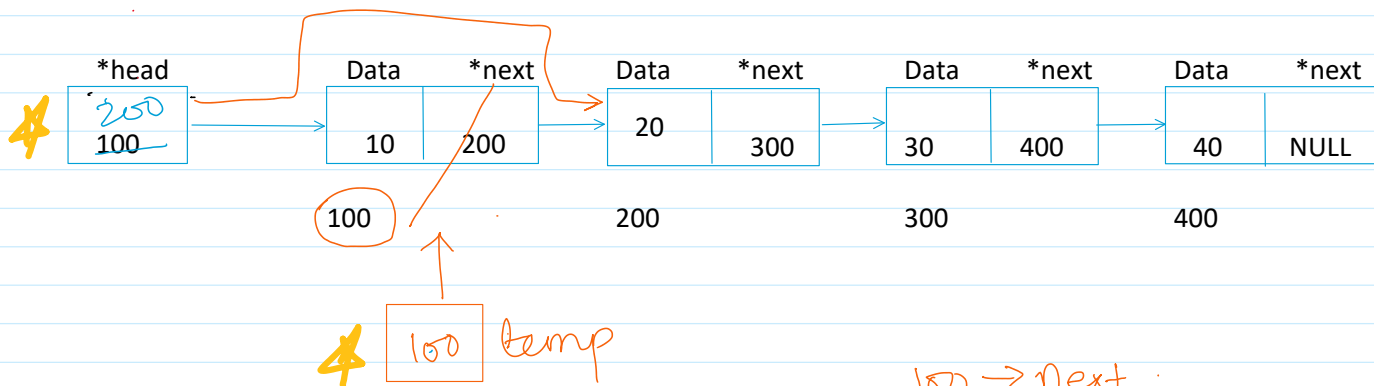 *head Data *next Data *next Data *next Data *next
200
100 10 200 20 300 30 400 40 NULL
100 200 300 400
100 temp
100 → next